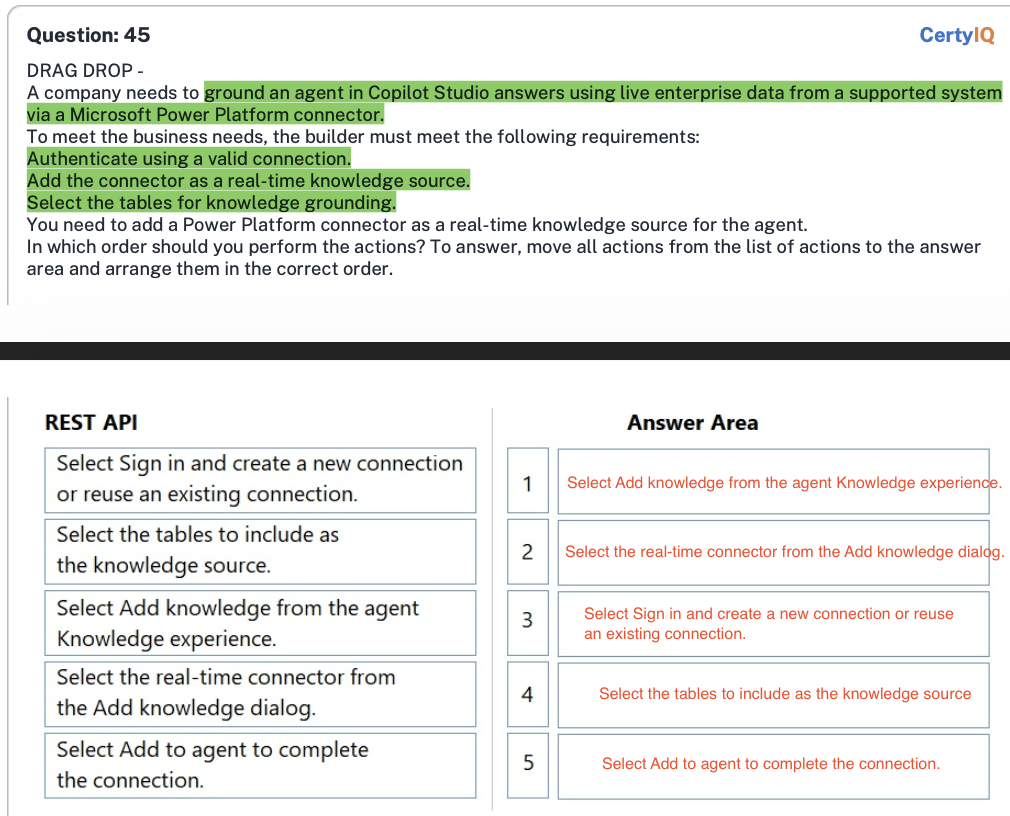 Question: 45
CertyIQ
DRAG DROP -
A company needs to ground an agent in Copilot Studio answers using live enterprise data from a supported system
via a Microsoft Power Platform connector.
To meet the business needs, the builder must meet the following requirements:
Authenticate using a valid connection.
Add the connector as a real-time knowledge source.
Select the tables for knowledge grounding.
You need to add a Power Platform connector as a real-time knowledge source for the agent.
In which order should you perform the actions? To answer, move all actions from the list of actions to the answer
area and arrange them in the correct order.
REST API
Select Sign in and create a new connection
or reuse an existing connection.
Select the tables to include as
the knowledge source.
Select Add knowledge from the agent
Knowledge experience.
Select the real-time connector from
the Add knowledge dialog.
Select Add to agent to complete
the connection.
Answer Area
1
Select Add knowledge from the agent Knowledge experience.
2
Select the real-time connector from the Add knowledge dialog.
3
Select Sign in and create a new connection or reuse
an existing connection.
4
Select the tables to include as the knowledge source
5
Select Add to agent to complete the connection.